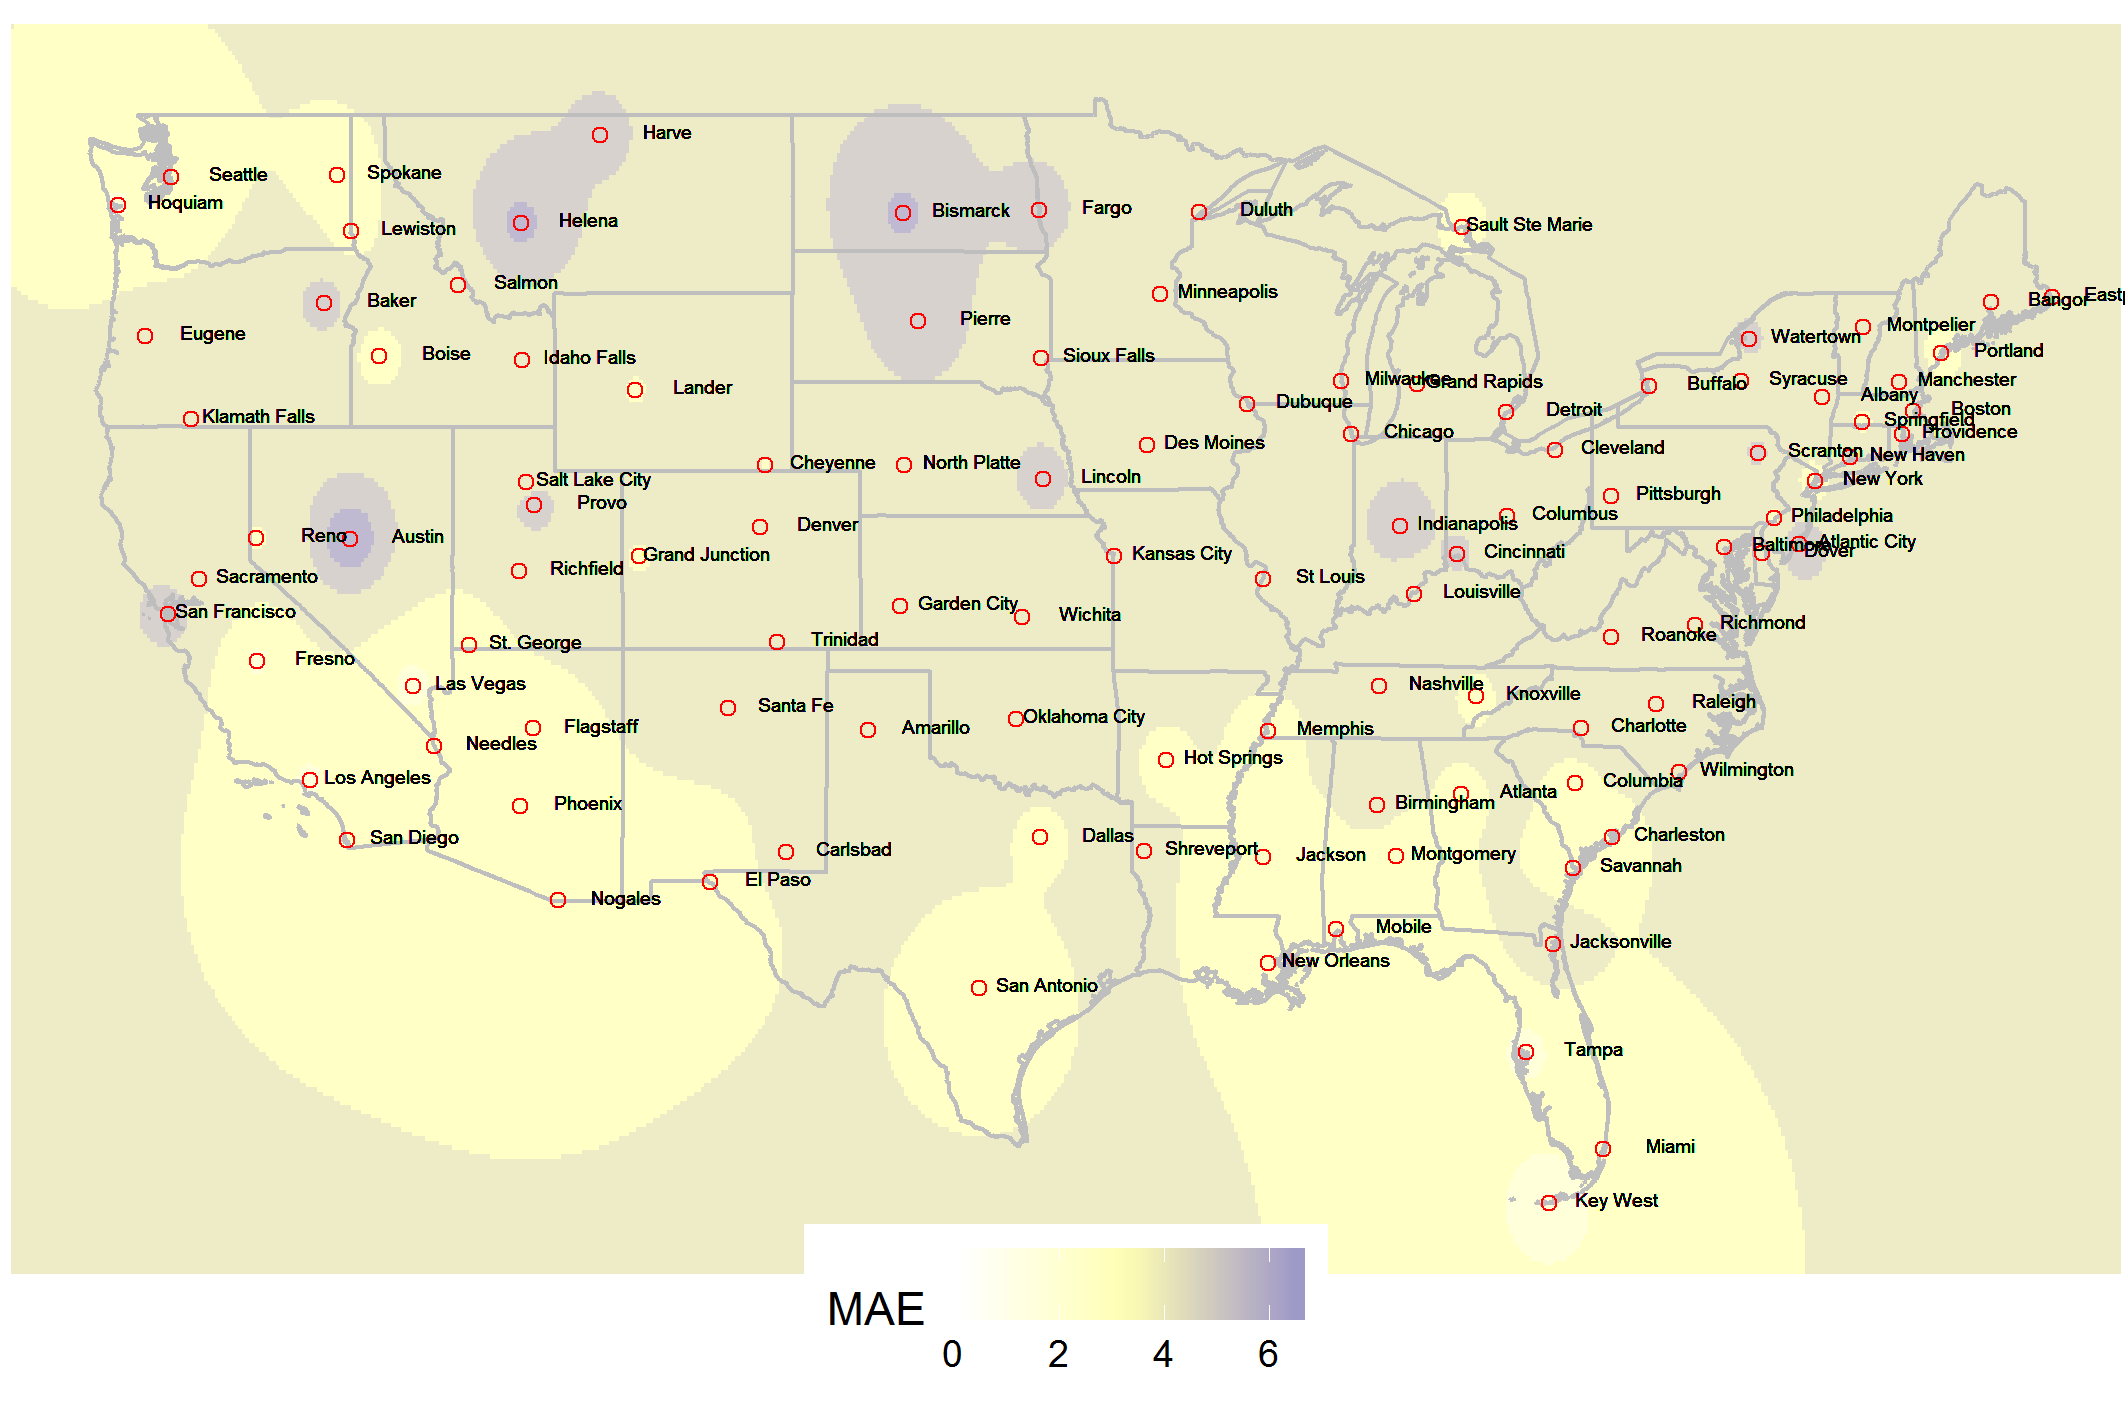 Harve
Seattle
Spokane
Hoquiam
Helena
Bismarck
Fargo
Duluth
Lewiston
Sault Ste Marie
Salmon
Baker
Minneapolis
Bangor
Eastp
Eugene
Pierre
Watertown
Montpelier
Boise
Idaho Falls
Sioux Falls
Portland
Lander
Milwaukee
Grand Rapids
Buffalo
Syracuse
Manchester
Klamath Falls
Dubuque
Detroit
Albany
Boston
Springfield
Providence
Des Moines
Chicago
Cleveland
Scranton
New Haven
Cheyenne
North Platte
Salt Lake City
Lincoln
New York
Provo
Pittsburgh
Denver
Indianapolis
Columbus
Philadelphia
Reno
Austin
Baltimore
Atlantic City
Dover
Grand Junction
Kansas City
Cincinnati
Sacramento
Richfield
St Louis
Louisville
San Francisco
Garden City
Wichita
Richmond
St. George
Trinidad
Roanoke
Fresno
Las Vegas
Nashville
Knoxville
Santa Fe
Raleigh
Flagstaff
Amarillo
Oklahoma City
Memphis
Charlotte
Needles
Hot Springs
Los Angeles
Wilmington
Phoenix
Birmingham
Atlanta
Columbia
San Diego
Dallas
Charleston
Carlsbad
Shreveport
Jackson
Montgomery
El Paso
Savannah
Nogales
Mobile
Jacksonville
New Orleans
San Antonio
Tampa
Miami
Key West
MAE
0 2 4 6